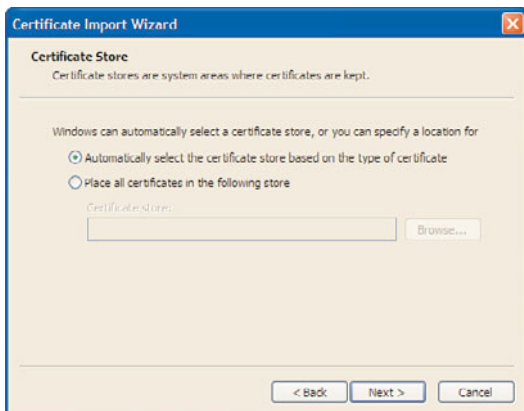 Certificate Import Wizard
Certificate Store
Certificate stores are system areas where certificates are kept.
Windows can automatically select a certificate store, or you can specify a location for
Automatically select the certificate store based on the type of certificate
Place all certificates in the following store
Certificate store:
Browse...
< Back Next > Cancel